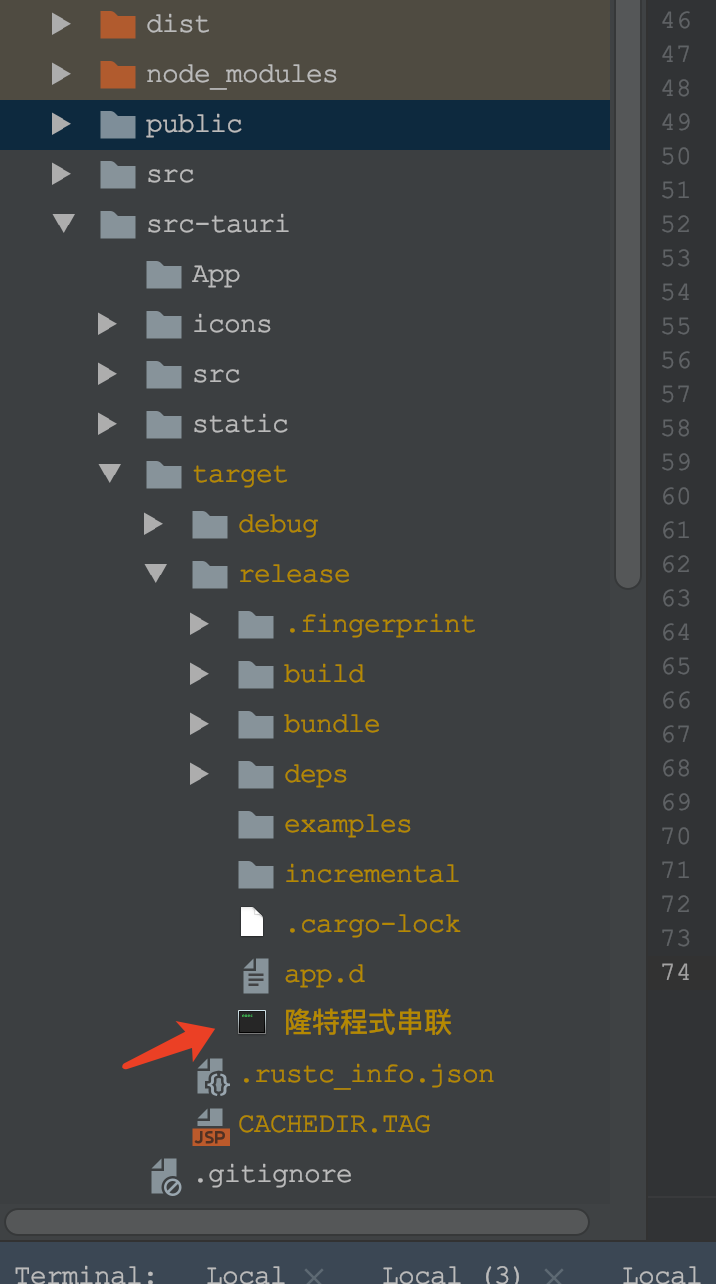 dist
node_modules
public
src
src-tauri
App
icons
src
static
target
debug
release
.fingerprint
build
bundle
deps
examples
incremental
.cargo-lock
app.d
隆特程式串联
.rustc_info.json
JSP CACHEDIR.TAG
.gitignore
46
47
48
49
50
51
52
53
54
55
56
57
58
59
60
61
62
63
64
65
66
67
68
69
70
71
72
73
74
Terminal: Local × Local (3) × Local